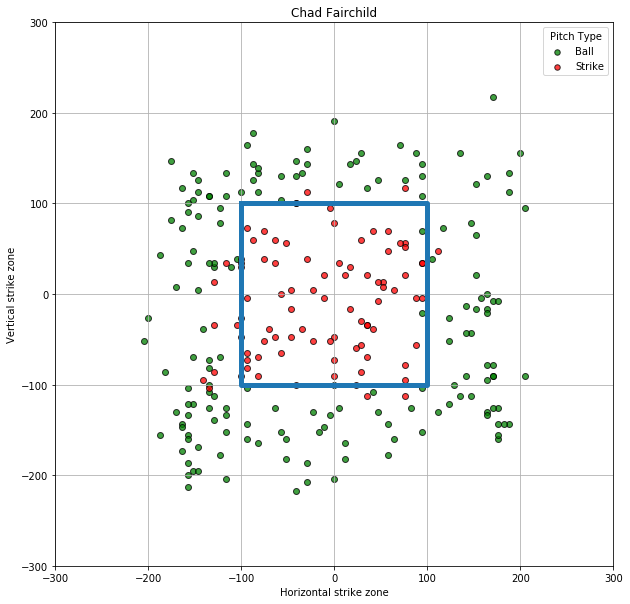 Chad Fairchild
Pitch Type
Ball
Strike
Vertical strike zone
300
200
100
0
−100
−200
−300
−300 −200 −100 0 100 200 300
Horizontal strike zone